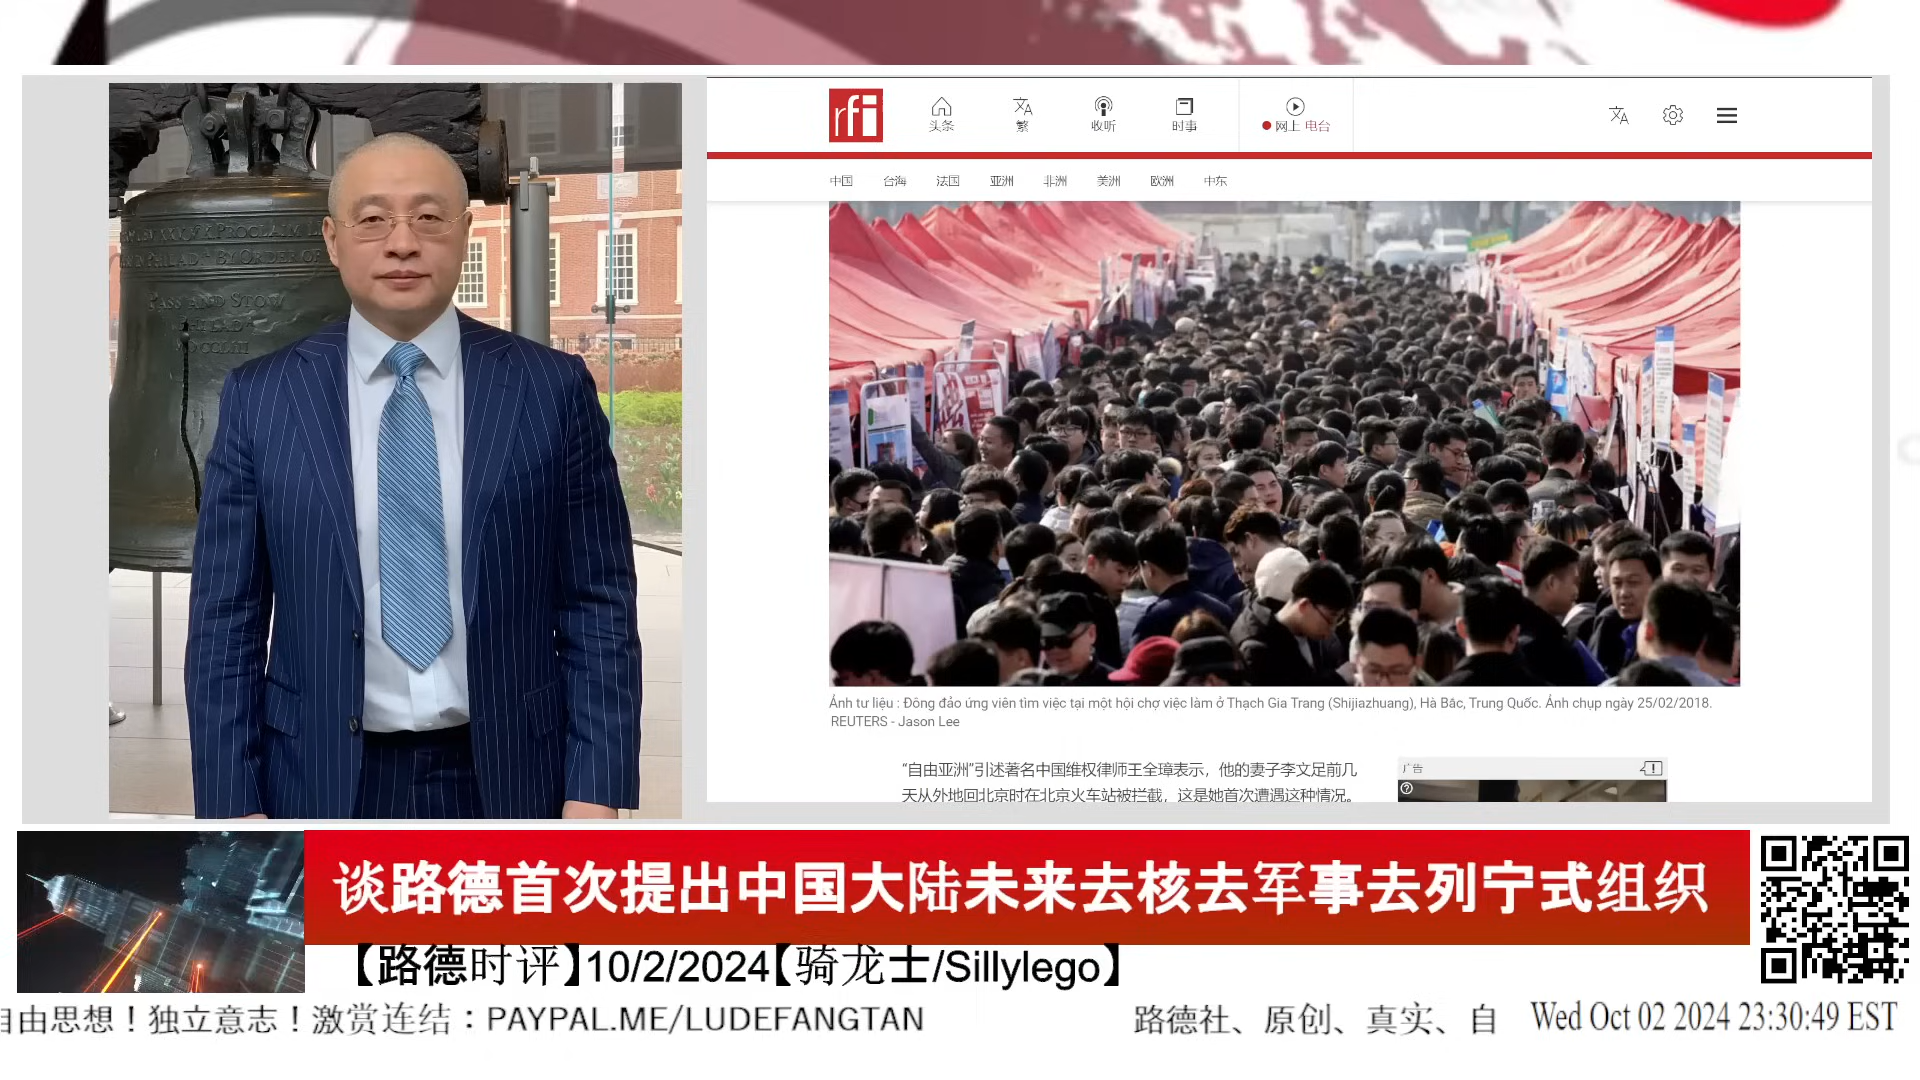 rfi
头条
繁
收听
时事
网上 电台
中国 台海 法国 亚洲 非洲 美洲 欧洲 中东
PROCLAIM
BY ORDER OF
PASS AND STOW
PHILADA
MDCCLIII
Ảnh tư liệu : Đông đảo ứng viên tìm việc tại một hội chợ việc làm ở Thạch Gia Trang (Shijiazhuang), Hà Bắc, Trung Quốc. Ảnh chụp ngày 25/02/2018.
REUTERS - Jason Lee
“自由亚洲”引述著名中国维权律师王全璋表示，他的妻子李文足前几
天从外地回北京时在北京火车站被拦截，这是她首次遭遇这种情况。
广告
谈路德首次提出中国大陆未来去核去军事去列宁式组织
【路德时评】10/2/2024【骑龙士/Sillylego】
自由思想！独立意志！激赏连结：PAYPAL.ME/LUDEFANGTAN
路德社、原创、真实、自
Wed Oct 02 2024 23:30:49 EST